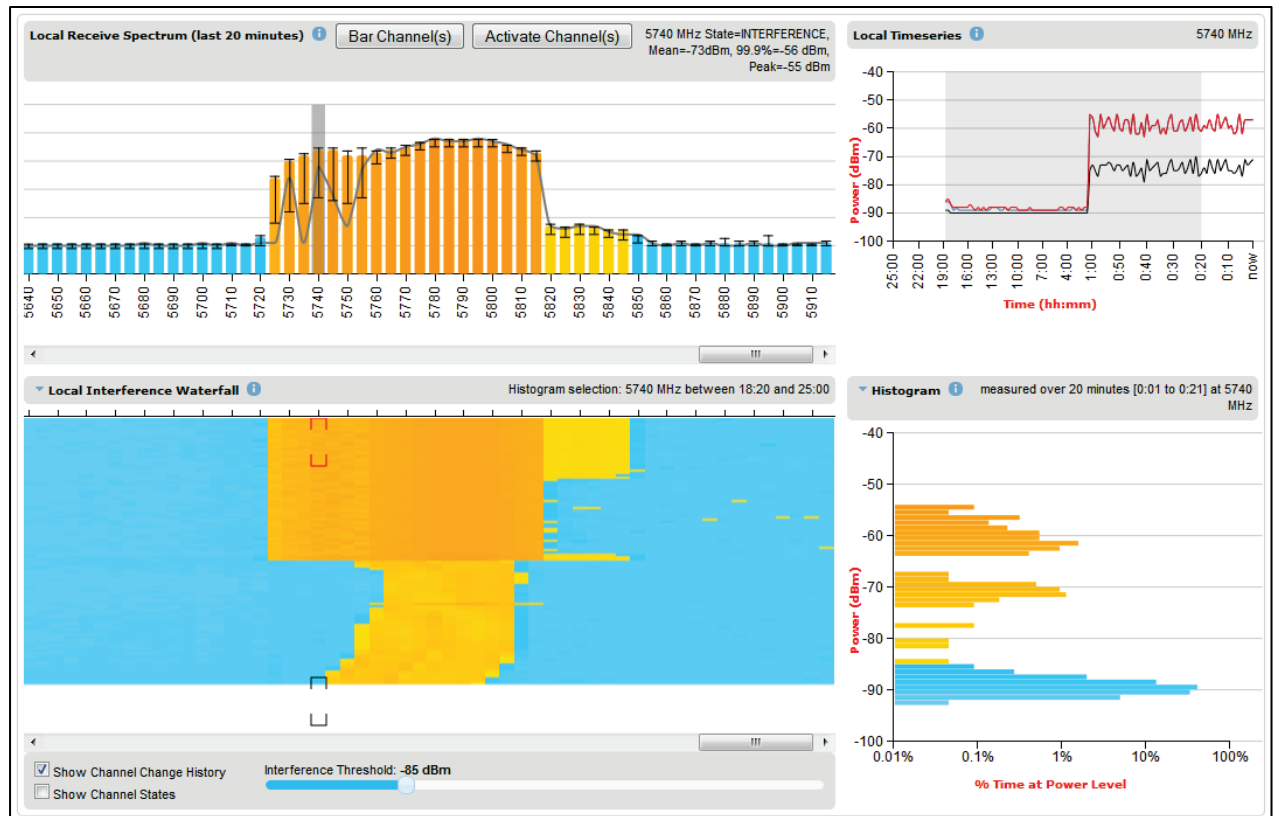 Local Receive Spectrum (last 20 minutes) i Bar Channel(s) Activate Channel(s) 5740 MHz State=INTERFERENCE,
Mean=-73dBm, 99.9%=-56 dBm,
Peak=-55 dBm
5640 5650 5660 5670 5680 5690 5700 5710 5720 5730 5740 5750 5760 5770 5780 5790 5800 5810 5820 5830 5840 5850 5860 5870 5880 5890 5900 5910
Local Timeseries i 5740 MHz
-40
-50
-60
-70
-80
-90
-100
Power (dBm)
25:00 22:00 19:00 16:00 13:00 10:00 7:00 4:00 1:00 0:50 0:40 0:30 0:20 0:10 now
Time (hh:mm)
Local Interference Waterfall i Histogram selection: 5740 MHz between 18:20 and 25:00
Show Channel Change History
Show Channel States
Interference Threshold: -85 dBm
Histogram i measured over 20 minutes [0:01 to 0:21] at 5740
MHz
-40
-50
-60
-70
-80
-90
-100
Power (dBm)
0.01% 0.1% 1% 10% 100%
% Time at Power Level